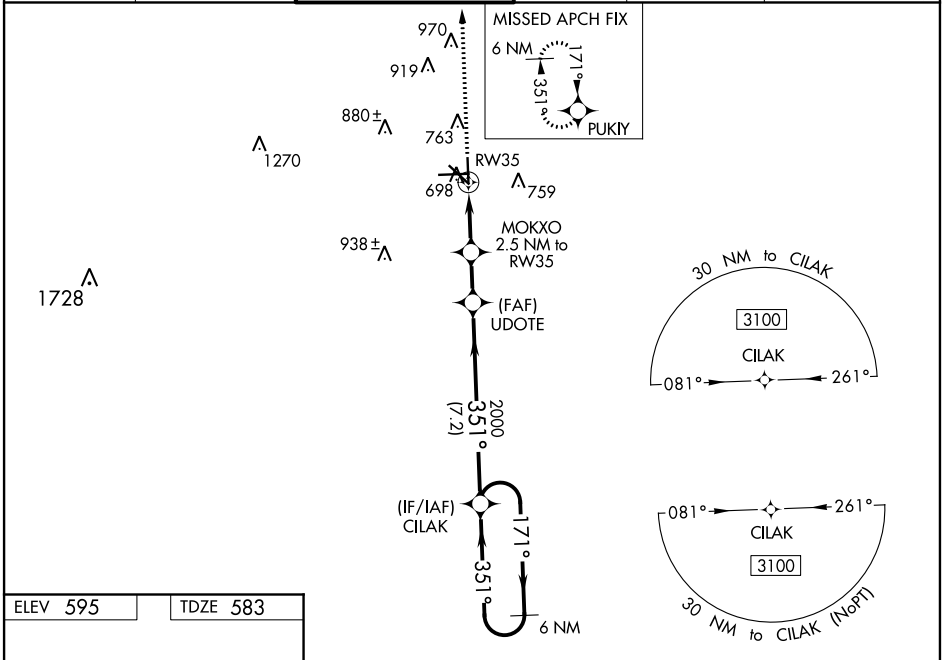 MISSED APCH FIX
6 NM
171°
351°
PUKIY
970
919
880±
763
1270
RW35
698
759
MOKXO
2.5 NM to
RW35
938±
1728
(FAF)
UDOTE
2000
351°
(7.2)
(IF/IAF)
CILAK
171°
351°
6 NM
30 NM to CILAK
3100
CILAK
081°
261°
081°
261°
CILAK
3100
30 NM to CILAK (NoPT)
ELEV 595
TDZE 583